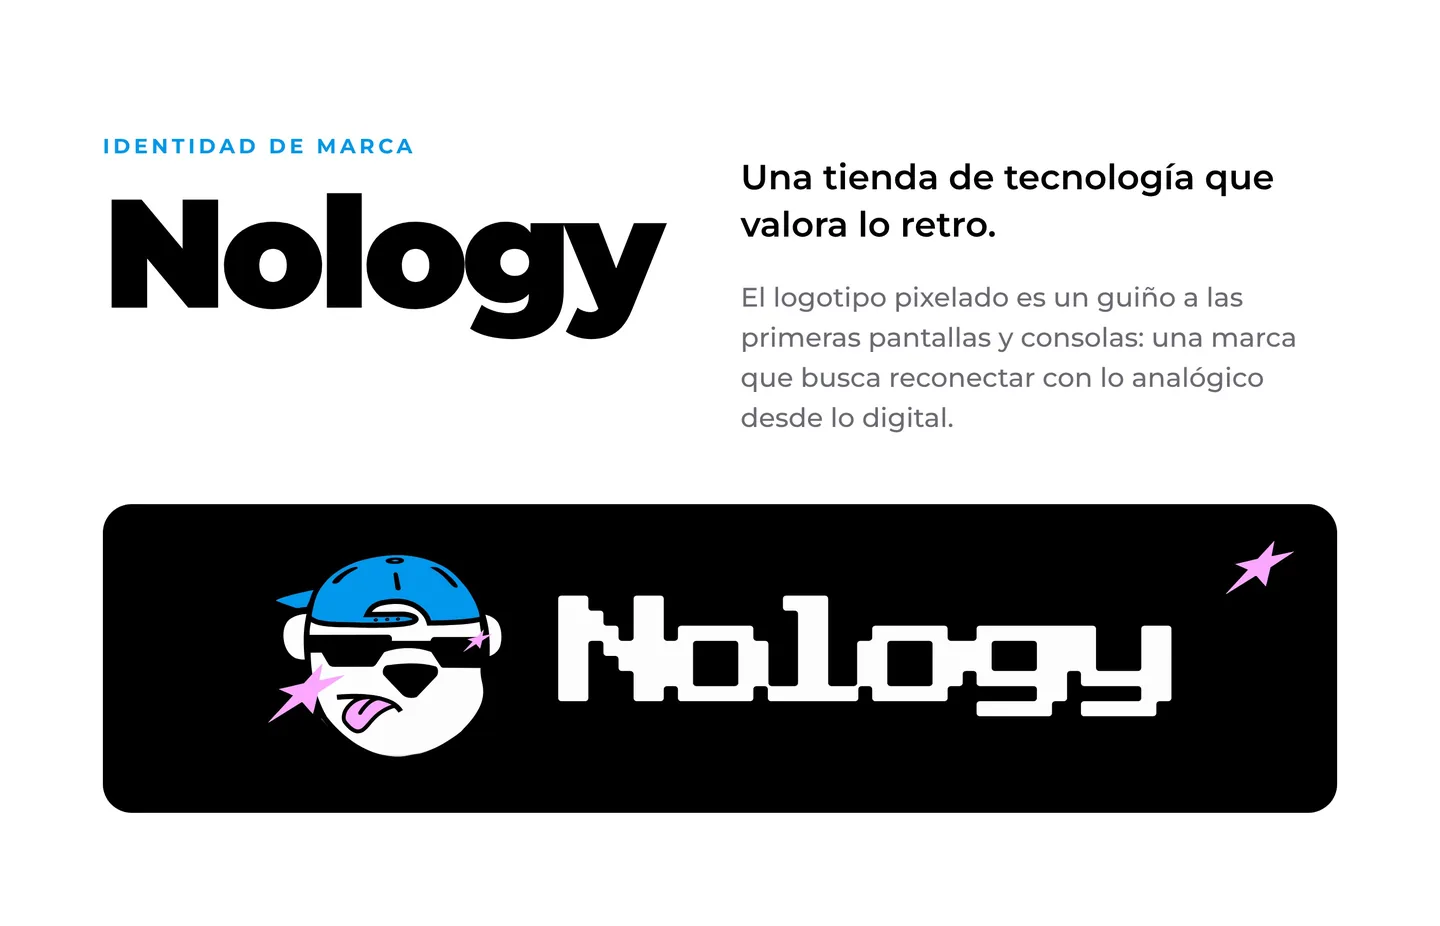 IDENTIDAD DE MARCA
Nology
Una tienda de tecnología que
valora lo retro.
El logotipo pixelado es un guiño a las
primeras pantallas y consolas: una marca
que busca reconectar con lo analógico
desde lo digital.
Nology